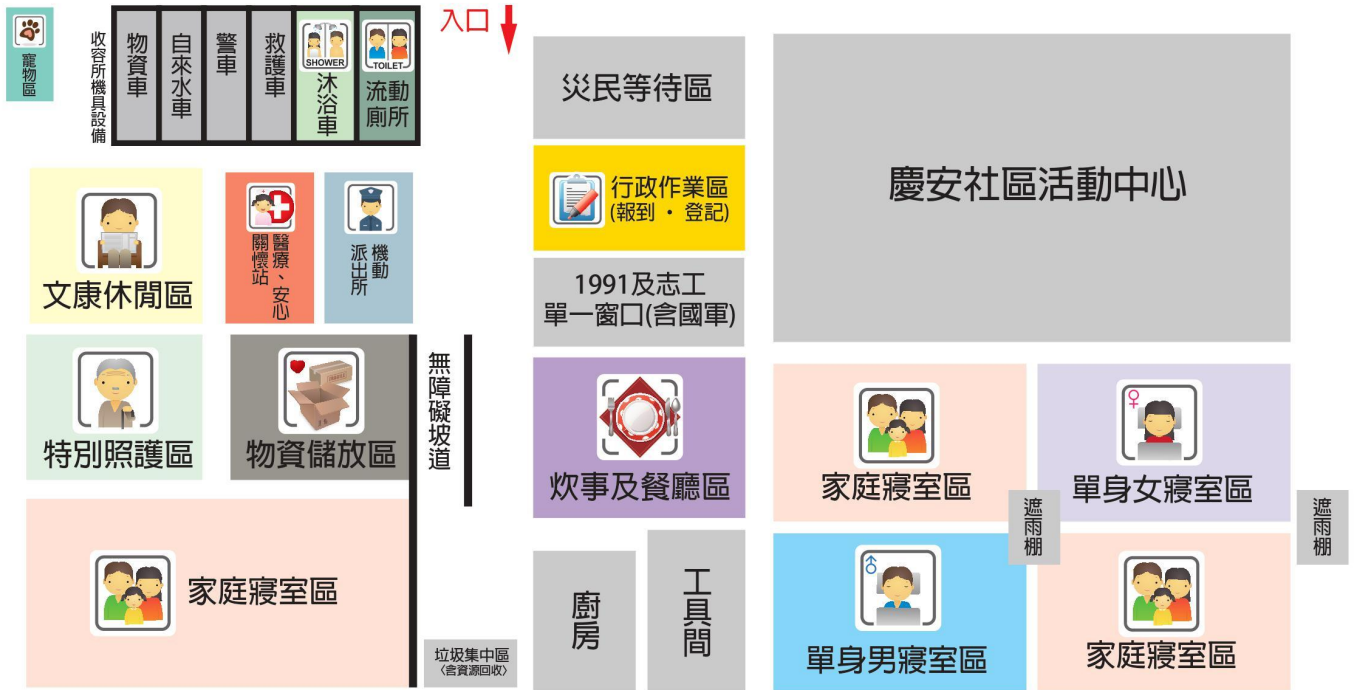 入口
寵物區
收容所機具設備
物資車
自來水車
警車
救護車
SHOWER
沐浴車
TOILET
流動
廁所
災民等待區
行政作業區
(報到 · 登記)
1991及志工
單一窗口(含國軍)
慶安社區活動中心
文康休閒區
醫療、安心
關懷站
機動
派出所
特別照護區
物資儲放區
無障礙坡道
炊事及餐廳區
家庭寢室區
單身女寢室區
遮雨棚
遮雨棚
家庭寢室區
垃圾集中區
〈含資源回收〉
廚房
工具間
單身男寢室區
家庭寢室區